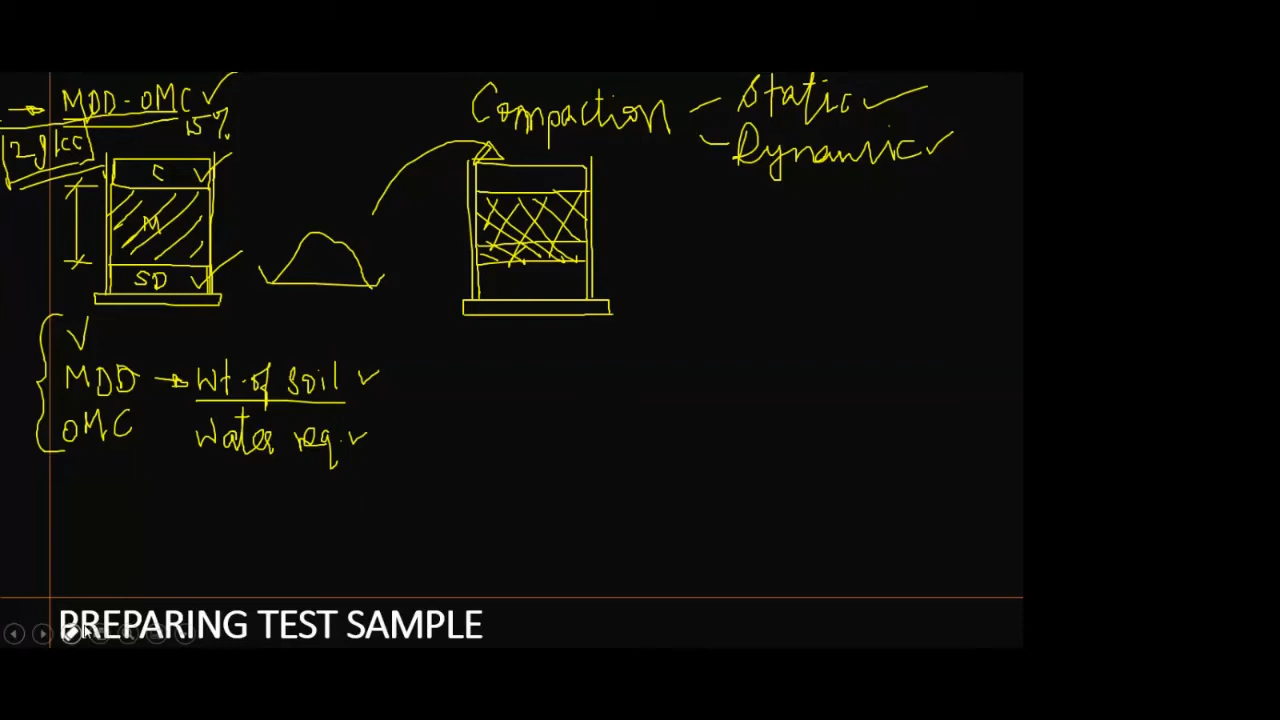 → MDD - OMC ✓
15%
2 g/cc
C ✓
M
SD ✓
Compaction - Static ✓
- Dynamic ✓
V
MDD → Wt. of soil ✓
OMC Water req. ✓
PREPARING TEST SAMPLE